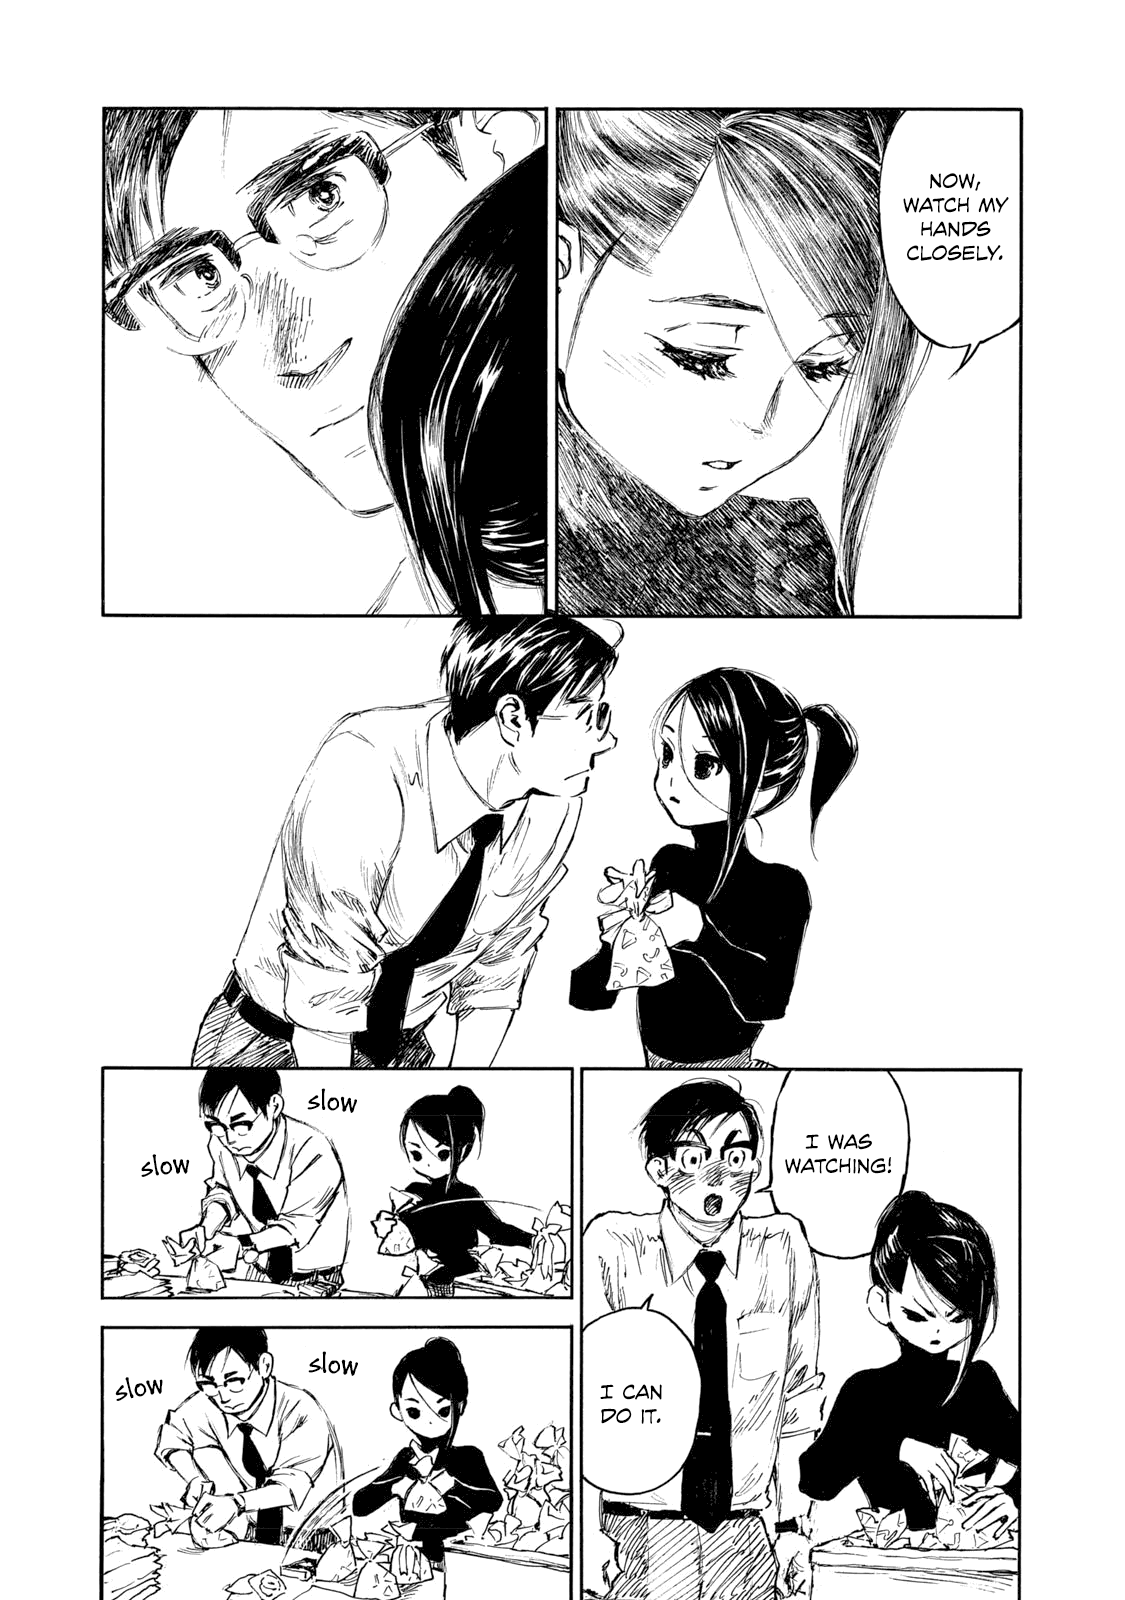 NOW,
WATCH MY
HANDS
CLOSELY.
I WAS
WATCHING!
I CAN
DO IT.
slow
slow
slow
slow